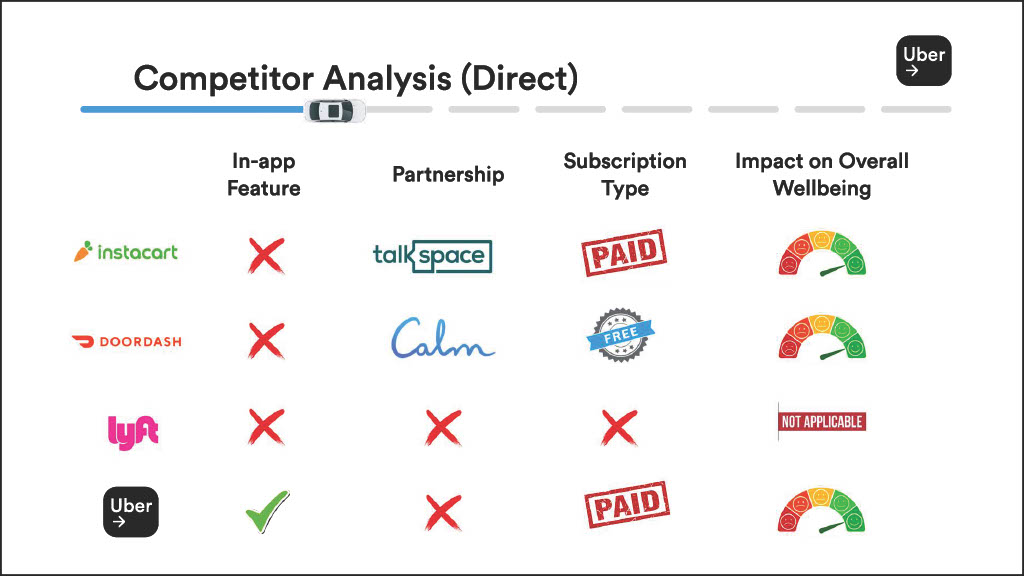 Uber
Competitor Analysis (Direct)
In-app
Feature
Partnership
Subscription
Type
Impact on Overall
Wellbeing
instacart
talkspace
PAID
DOORDASH
Calm
FREE
lyft
NOT APPLICABLE
Uber
PAID